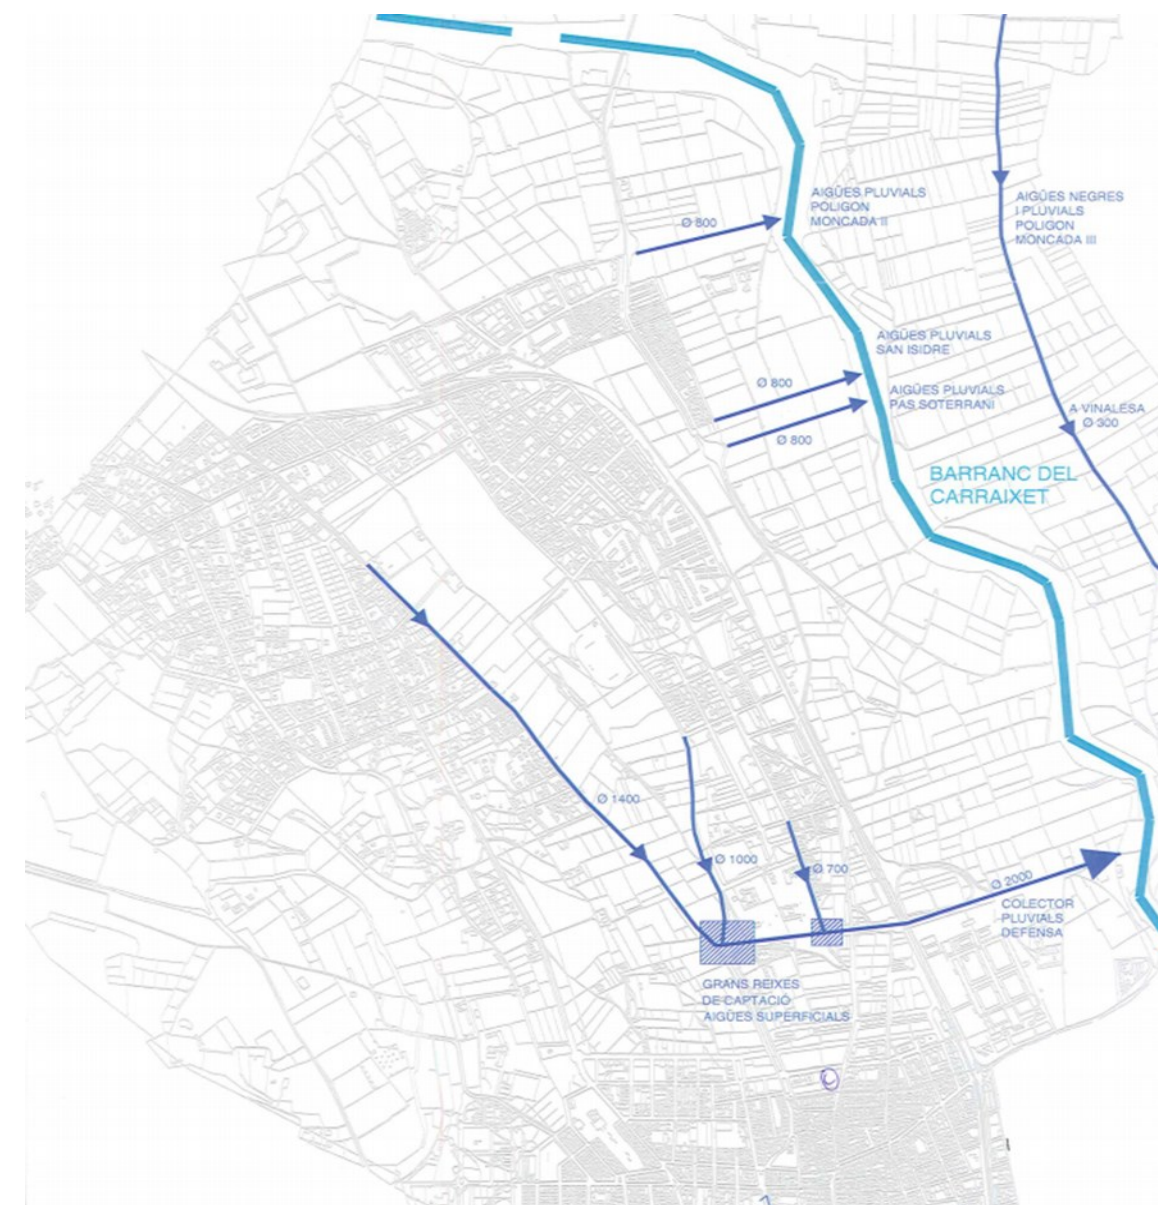 AIGÜES PLUVIALS
POLIGON
MONCADA II
AIGÜES NEGRES
I PLUVIALS
POLIGON
MONCADA III
Ø 800
AIGÜES PLUVIALS
SAN ISIDRE
Ø 800
AIGÜES PLUVIALS
PAS SOTERRANI
A VINALESA
Ø 300
Ø 800
BARRANC DEL
CARRAIXET
Ø 1400
Ø 1000
Ø 700
Ø 2000
COLECTOR
PLUVIALS
DEFENSA
GRANS REIXES
DE CAPTACIÓ
AIGÜES SUPERFICIALS